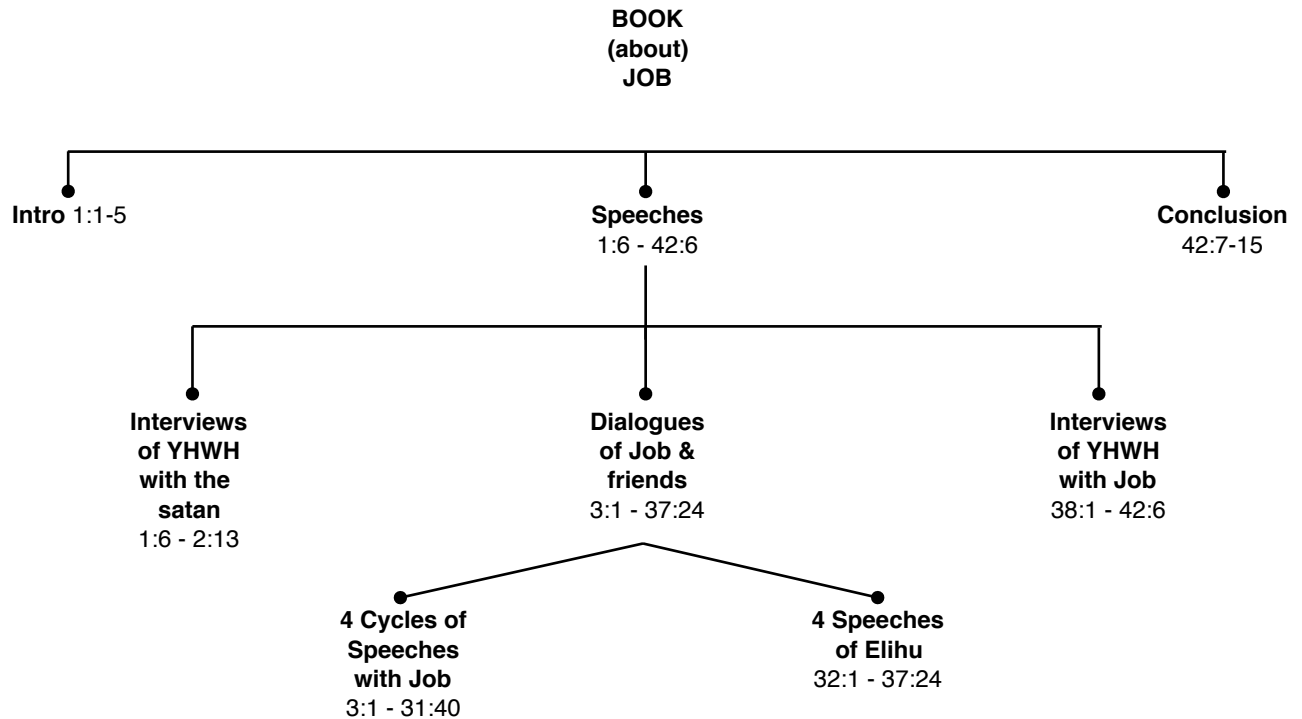 BOOK
(about)
JOB
Intro 1:1-5
Speeches
1:6 - 42:6
Conclusion
42:7-15
Interviews
of YHWH
with the
satan
1:6 - 2:13
Dialogues
of Job &
friends
3:1 - 37:24
Interviews
of YHWH
with Job
38:1 - 42:6
4 Cycles of
Speeches
with Job
3:1 - 31:40
4 Speeches
of Elihu
32:1 - 37:24